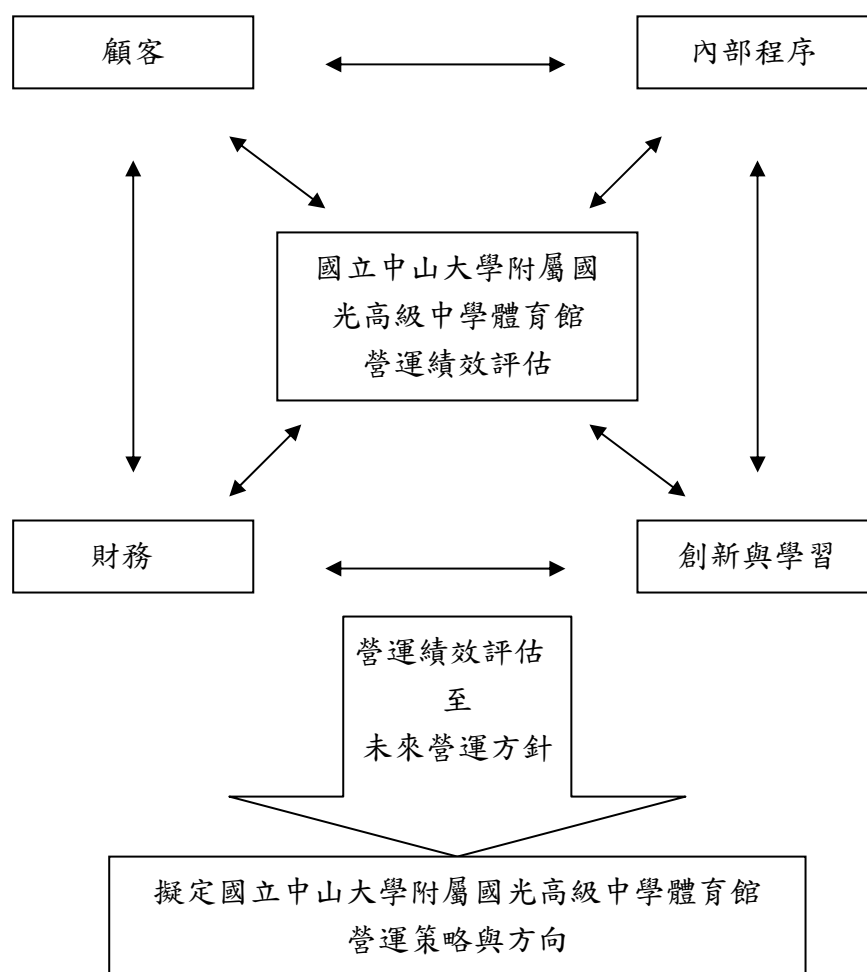 顧客
內部程序
國立中山大學附屬國
光高級中學體育館
營運績效評估
財務
創新與學習
營運績效評估
至
未來營運方針
擬定國立中山大學附屬國光高級中學體育館
營運策略與方向